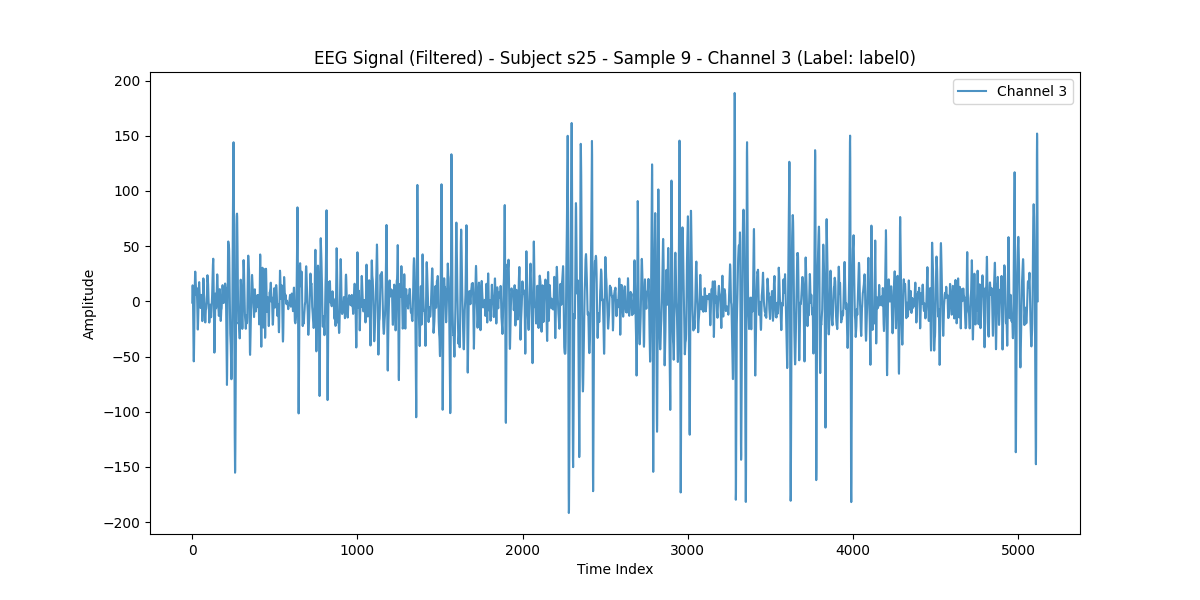 EEG Signal (Filtered) - Subject s25 - Sample 9 - Channel 3 (Label: label0)
Channel 3
200
150
100
50
0
−50
−100
−150
−200
Amplitude
0 1000 2000 3000 4000 5000
Time Index